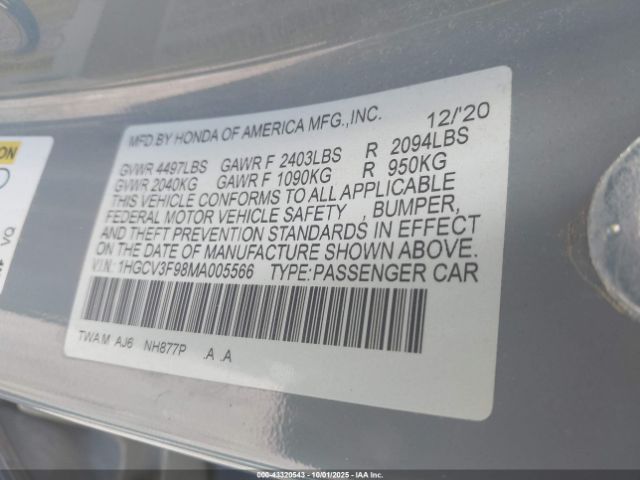 MFD.BY HONDA OF AMERICA MFG.,INC. 12/'20
GVWR 4497LBS GAWR F 2403LBS R 2094LBS
GVWR 2040KG GAWR F 1090KG R 950KG
THIS VEHICLE CONFORMS TO ALL APPLICABLE
FEDERAL MOTOR VEHICLE SAFETY , BUMPER,
AND THEFT PREVENTION STANDARDS IN EFFECT
ON THE DATE OF MANUFACTURE SHOWN ABOVE.
V.I.N: 1HGCV3F98MA005566 TYPE:PASSENGER CAR
TWAM AJ6 NH877P .A .A
000-43320543 - 10/01/2025 - IAA Inc.